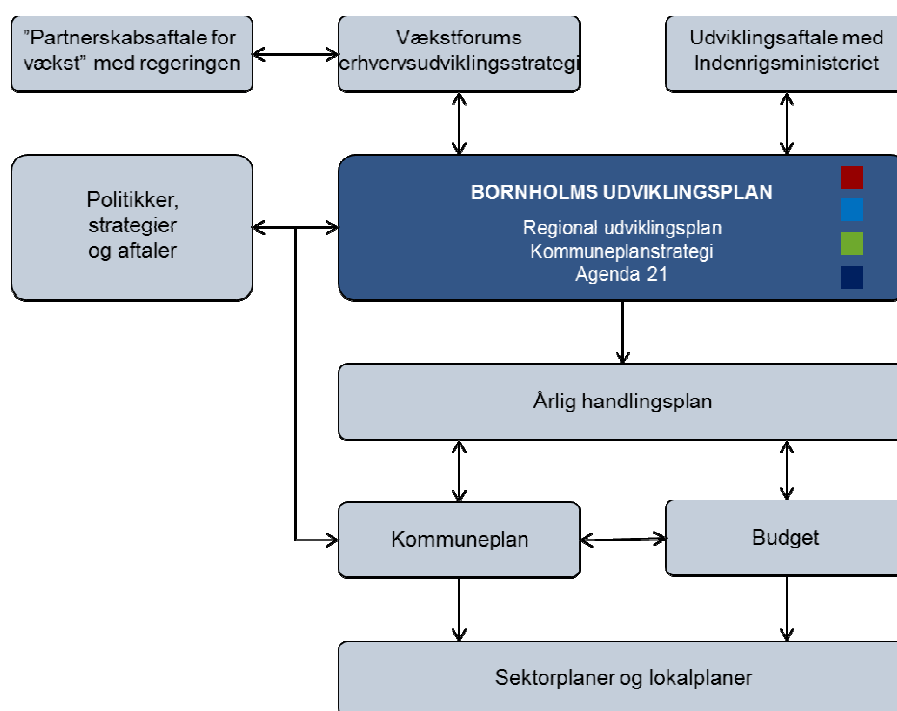 ”Partnerskabsaftale for
vækst” med regeringen
Vækstforums
erhvervsudviklingsstrategi
Udviklingsaftale med
Indenrigsministeriet
Politikker,
strategier
og aftaler
BORNHOLMS UDVIKLINGSPLAN
Regional udviklingsplan
Kommuneplanstrategi
Agenda 21
Årlig handlingsplan
Kommuneplan
Budget
Sektorplaner og lokalplaner